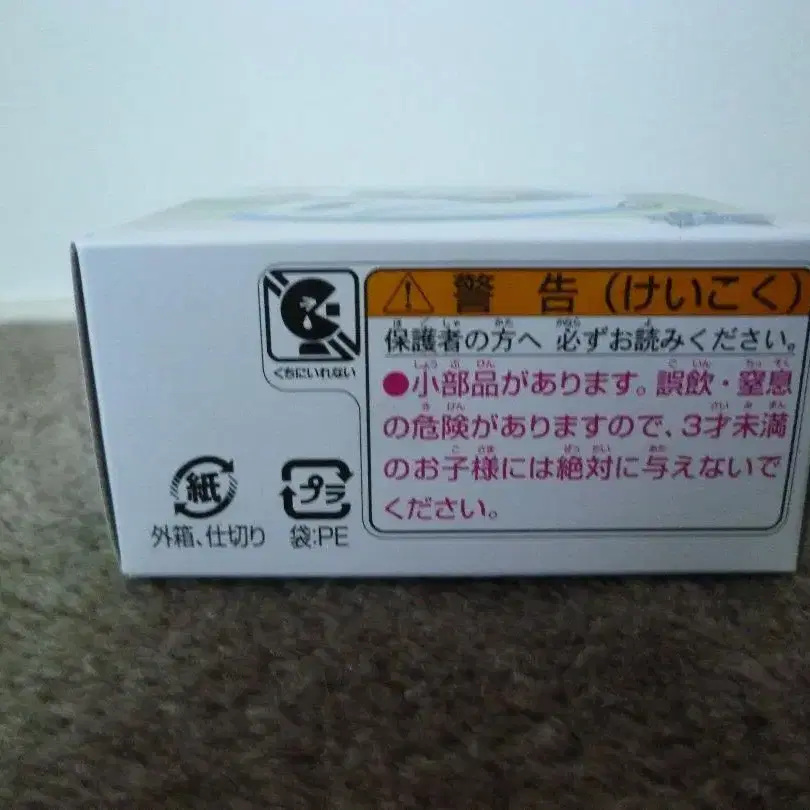 警 告 (けいこく)
保護者の方へ 必ずお読みください。
●小部品があります。誤飲・窒息
の危険がありますので、3才未満
のお子様には絶対に与えないで
ください。
くちにいれない
紙
外箱、仕切り
プラ
袋:PE